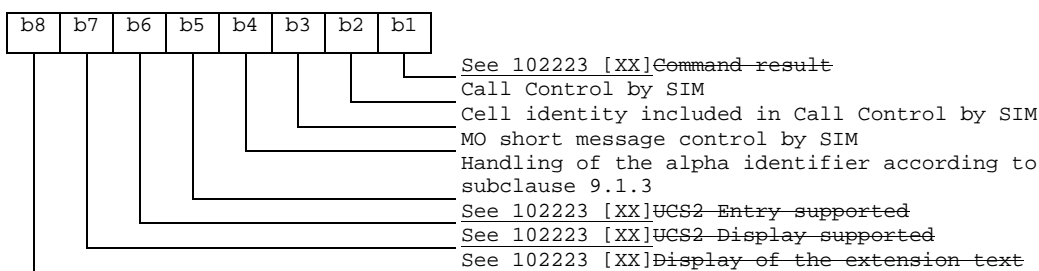 b8 b7 b6 b5 b4 b3 b2 b1
See 102223 [XX]Command result
Call Control by SIM
Cell identity included in Call Control by SIM
MO short message control by SIM
Handling of the alpha identifier according to
subclause 9.1.3
See 102223 [XX]UCS2 Entry supported
See 102223 [XX]UCS2 Display supported
See 102223 [XX]Display of the extension text